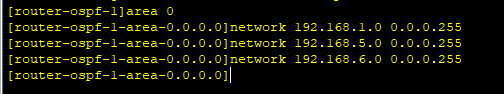 [router-ospf-1]area 0
[router-ospf-1-area-0.0.0.0]network 192.168.1.0 0.0.0.255
[router-ospf-1-area-0.0.0.0]network 192.168.5.0 0.0.0.255
[router-ospf-1-area-0.0.0.0]network 192.168.6.0 0.0.0.255
[router-ospf-1-area-0.0.0.0]